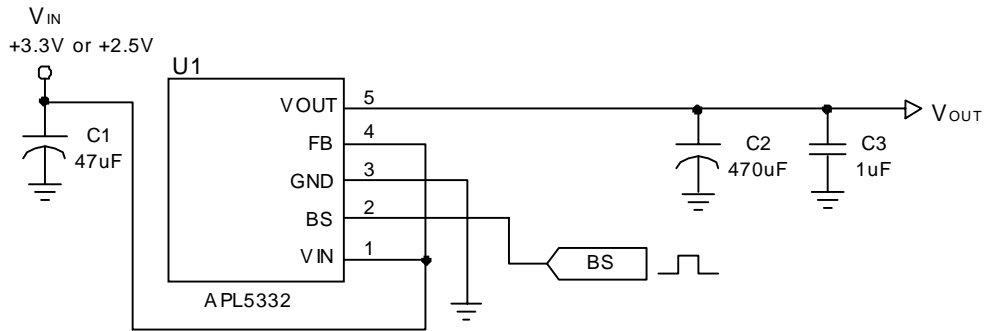 VIN
+3.3V or +2.5V
U1
C1
47uF
VOUT
5
FB
4
GND
3
BS
2
VIN
1
APL5332
BS
C2
470uF
C3
1uF
VOUT